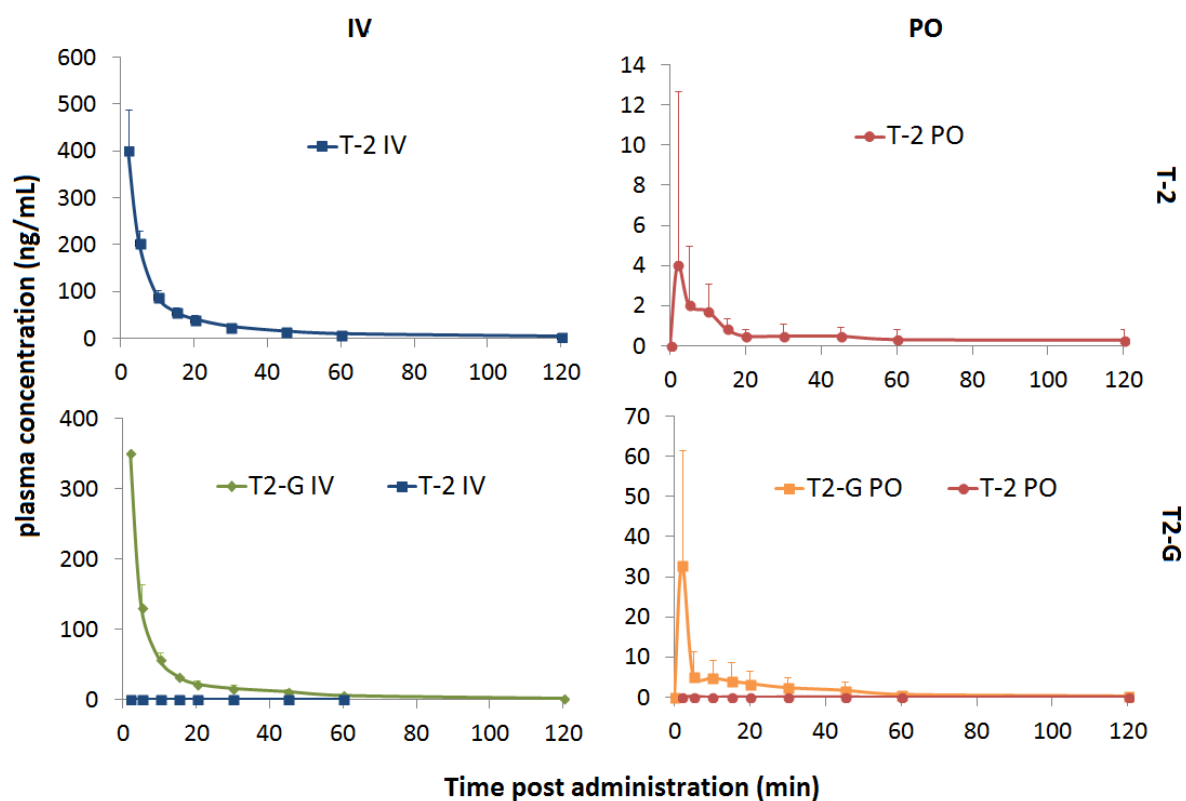 IV
PO
plasma concentration (ng/mL)
600
500
400
300
200
100
0
0 20 40 60 80 100 120
T-2 IV
14
12
10
8
6
4
2
0
0 20 40 60 80 100 120
T-2 PO
T-2
400
300
200
100
0
0 20 40 60 80 100 120
T2-G IV T-2 IV
70
60
50
40
30
20
10
0
0 20 40 60 80 100 120
T2-G PO T-2 PO
T2-G
Time post administration (min)